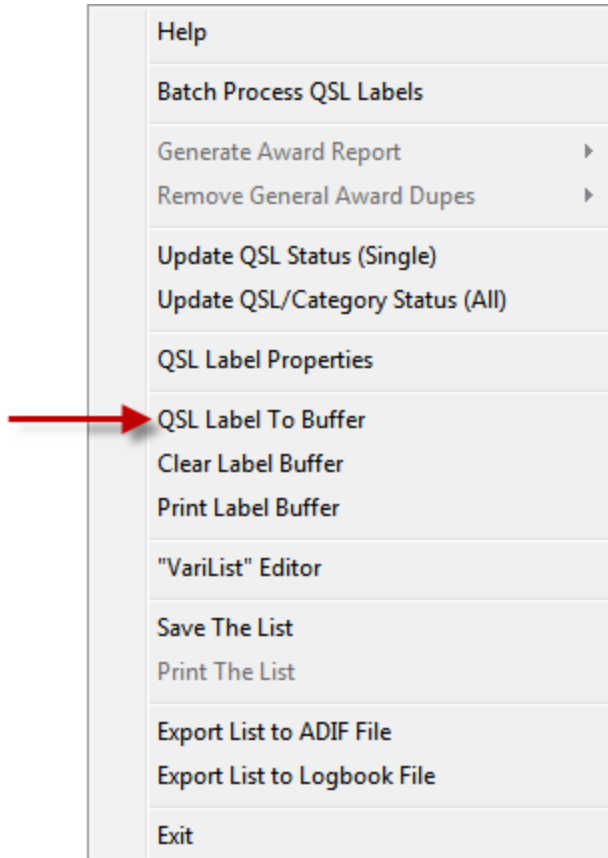 Help
Batch Process QSL Labels
Generate Award Report
Remove General Award Dupes
Update QSL Status (Single)
Update QSL/Category Status (All)
QSL Label Properties
QSL Label To Buffer
Clear Label Buffer
Print Label Buffer
"VariList" Editor
Save The List
Print The List
Export List to ADIF File
Export List to Logbook File
Exit